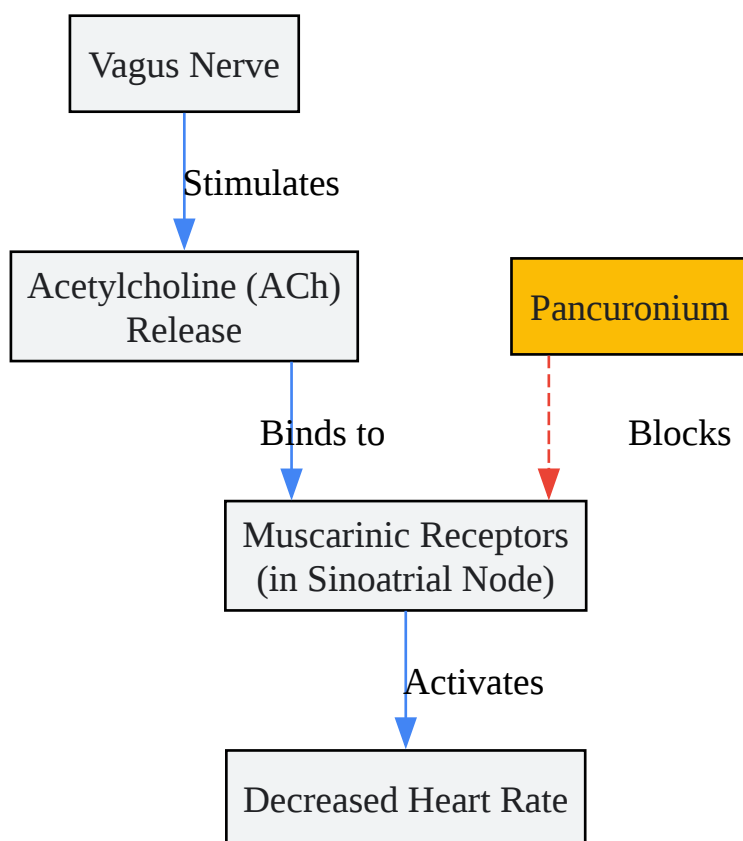 Vagus Nerve
Stimulates
Acetylcholine (ACh)
Release
Pancuronium
Binds to
Blocks
Muscarinic Receptors
(in Sinoatrial Node)
Activates
Decreased Heart Rate